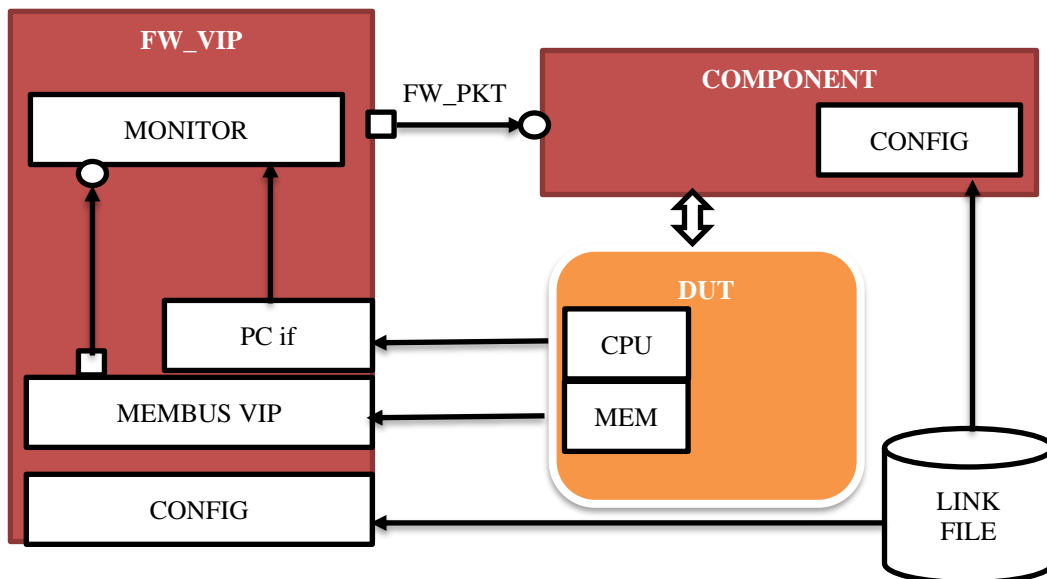 FW_VIP
COMPONENT
FW_PKT
MONITOR
CONFIG
DUT
PC if
CPU
MEMBUS VIP
MEM
CONFIG
LINK
FILE